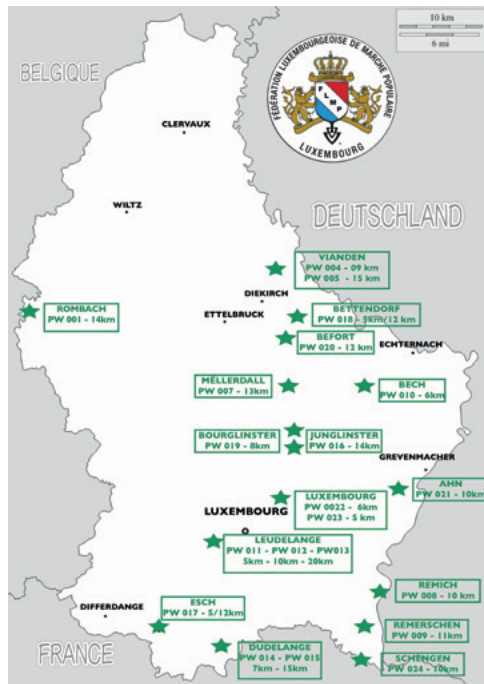 10 km
6 mi
BELGIQUE
FÉDÉRATION LUXEMBOURGEOISE DE MARCHE POPULAIRE
F L M P
LUXEMBOURG
CLERVAUX
WILTZ
DEUTSCHLAND
VIANDEN
PW 004 - 09 km
PW 005 - 15 km
DIEKIRCH
ROMBACH
PW 001 - 14km
ETTELBRUCK
BETTENDORF
PW 018 - 5km/12 km
BEFORT
PW 020 - 12 km
ECHTERNACH
MËLLERDALL
PW 007 - 13km
BECH
PW 010 - 6km
BOURGLINSTER
PW 019 - 8km
JUNGLINSTER
PW 016 - 14km
GREVENMACHER
AHN
PW 021 - 10km
LUXEMBOURG
PW 0022 - 6km
PW 023 - 5 km
LUXEMBOURG
LEUDELANGE
PW 011 - PW 012 - PW013
5km - 10km - 20km
REMICH
PW 008 - 10 km
ESCH
PW 017 - 5/12km
DIFFERDANGE
REMERSCHEN
PW 009 - 11km
FRANCE
DUDELANGE
PW 014 - PW 015
7km - 15km
SCHENGEN
PW 024 - 10km